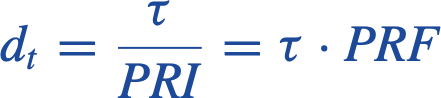 d_t = τ / PRI = τ · PRF